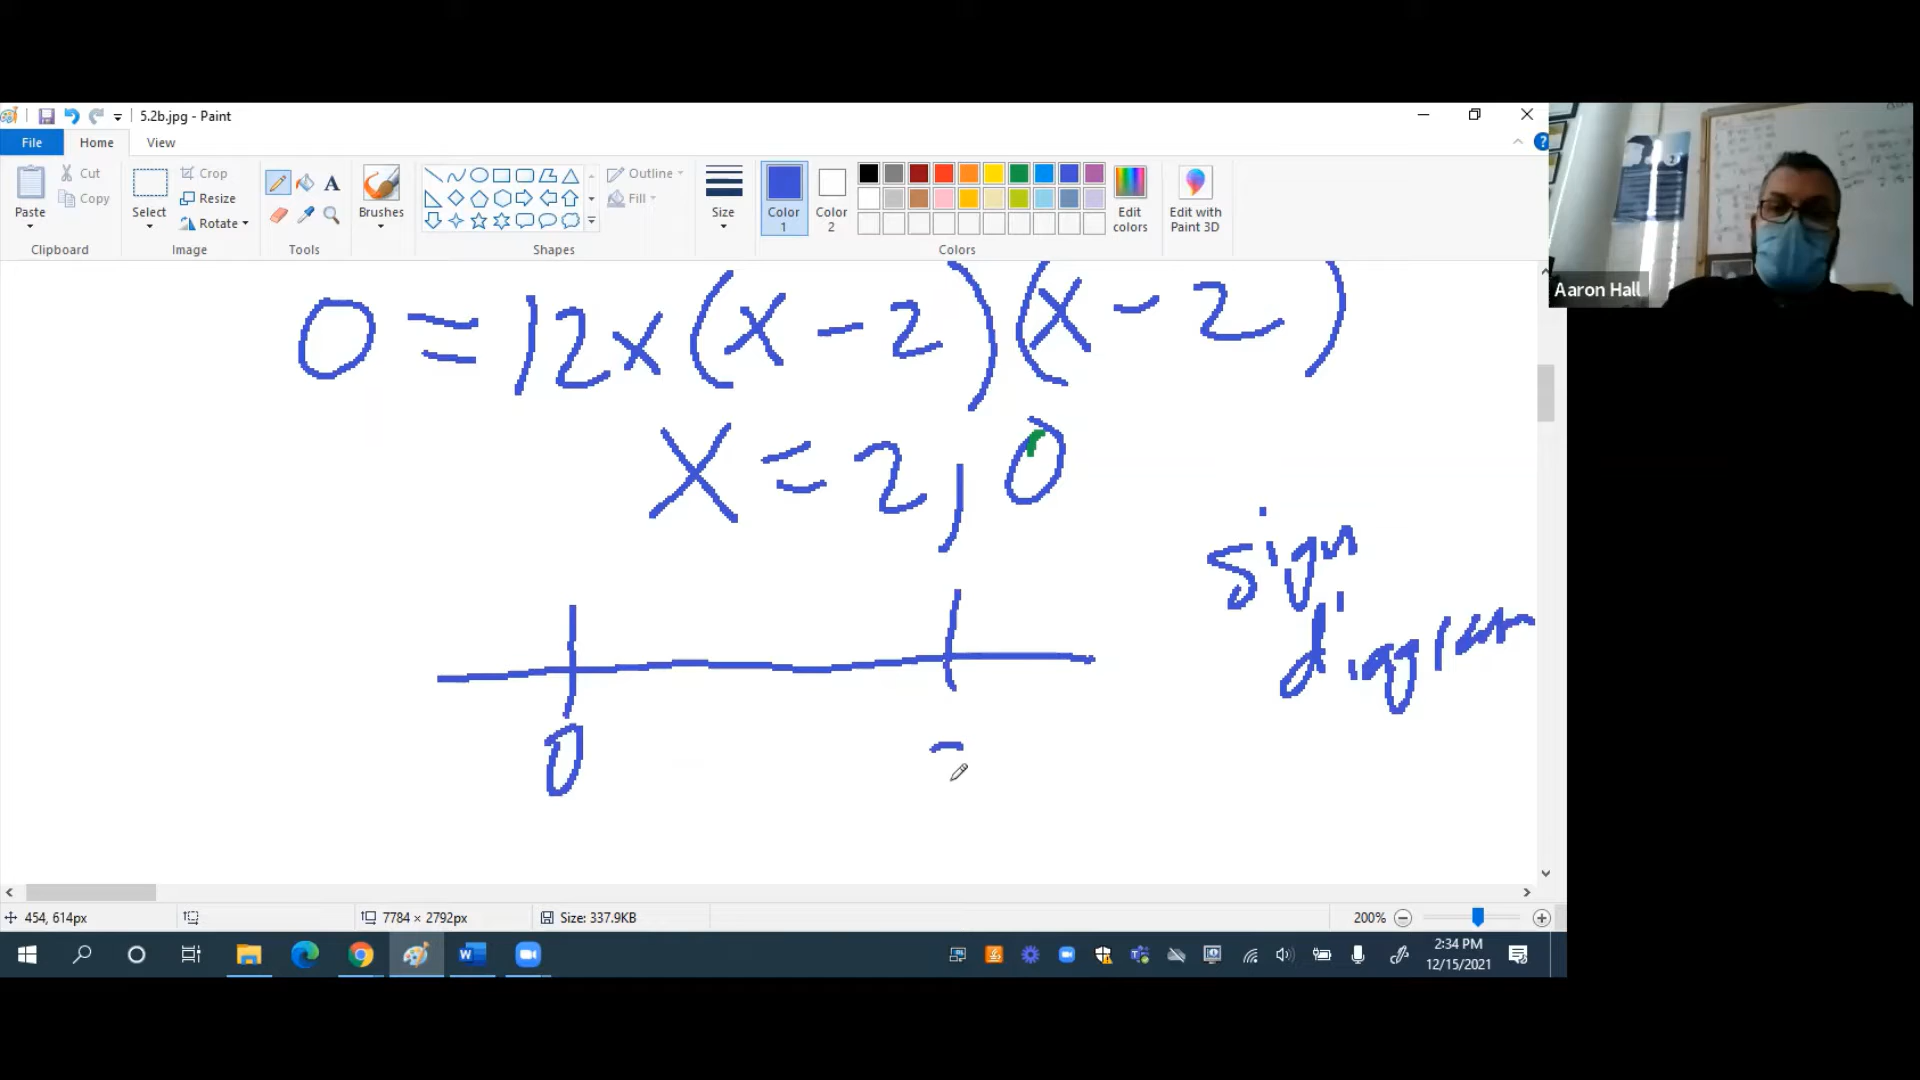 5.2b.jpg - Paint
File Home View
Paste
Cut
Copy
Clipboard
Select
Crop
Resize
Rotate
Image
A
Tools
Brushes
Outline
Fill
Shapes
Size
Color 1
Color 2
Edit colors
Colors
Edit with Paint 3D
Aaron Hall
0 = 12x(x - 2)(x - 2)
x = 2, 0
sign
diagram
0
454, 614px
7784 × 2792px
Size: 337.9KB
200%
2:34 PM
12/15/2021